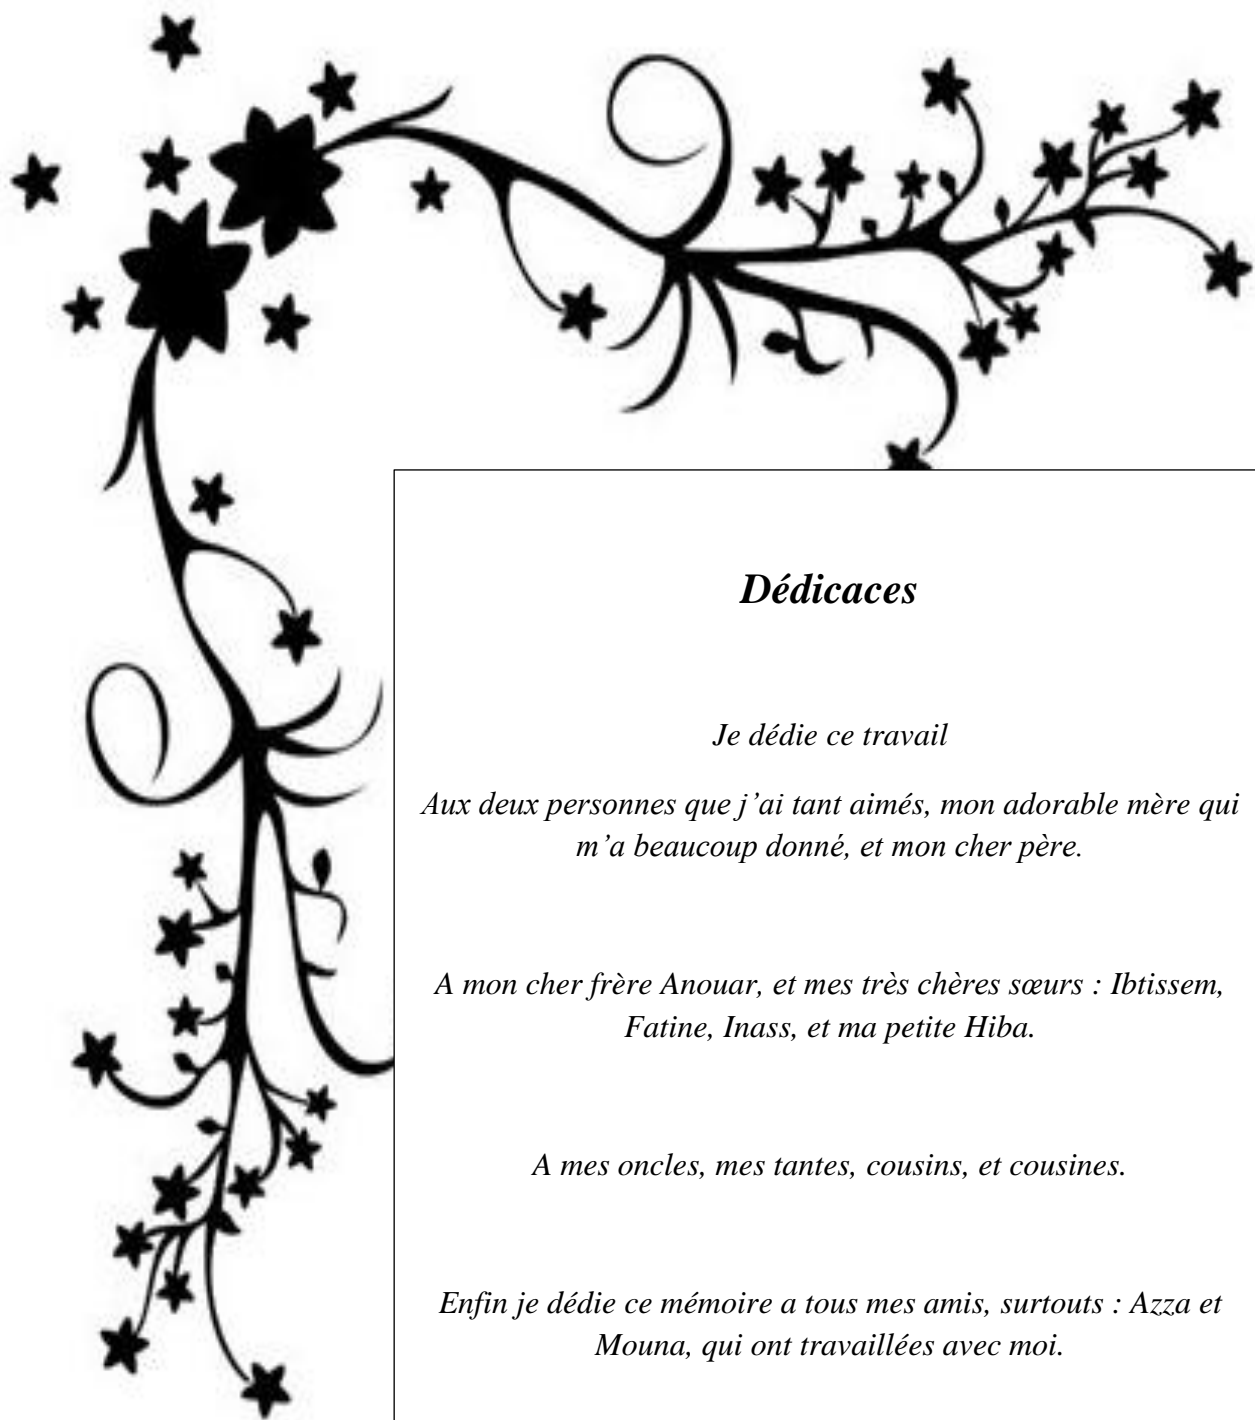 Dédicaces
Je dédie ce travail
Aux deux personnes que j’ai tant aimés, mon adorable mère qui
m’a beaucoup donné, et mon cher père.
A mon cher frère Anouar, et mes très chères sœurs : Ibtissem,
Fatine, Inass, et ma petite Hiba.
A mes oncles, mes tantes, cousins, et cousines.
Enfin je dédie ce mémoire a tous mes amis, surtouts : Azza et
Mouna, qui ont travaillées avec moi.